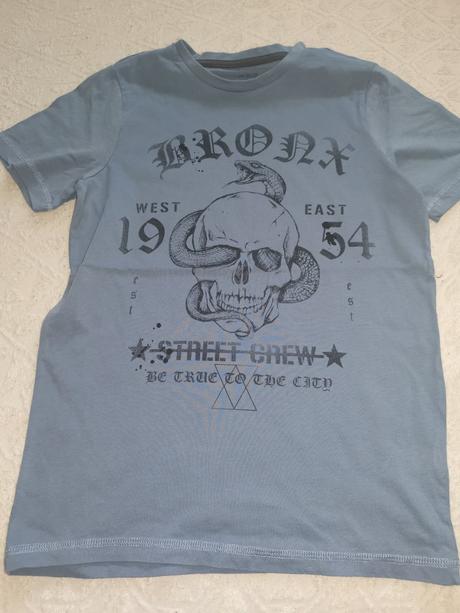 BRONX
WEST EAST
19 54
est est
STREET CREW
BE TRUE TO THE CITY